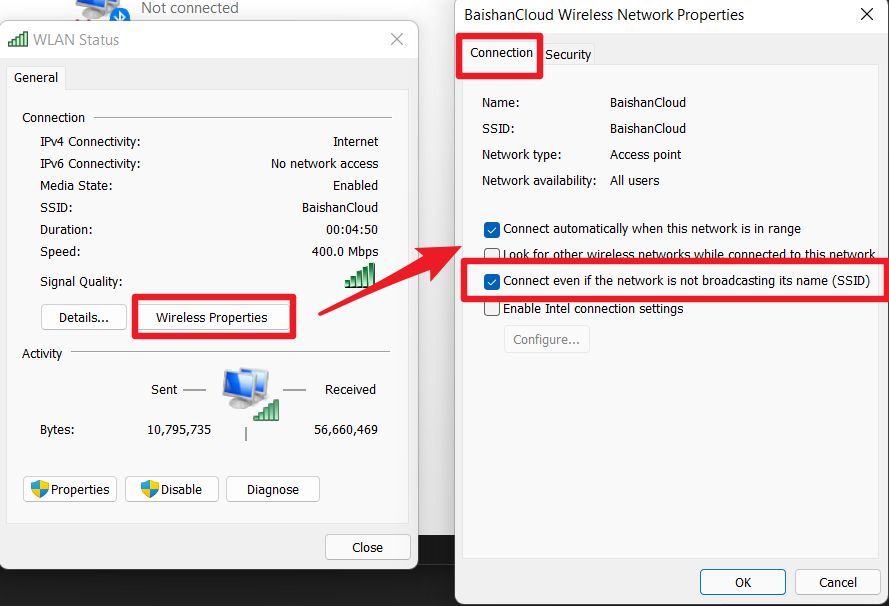 Not connected
WLAN Status
General
Connection
IPv4 Connectivity: Internet
IPv6 Connectivity: No network access
Media State: Enabled
SSID: BaishanCloud
Duration: 00:04:50
Speed: 400.0 Mbps
Signal Quality:
Details... Wireless Properties
Activity
Sent Received
Bytes: 10,795,735 56,660,469
Properties Disable Diagnose
Close
BaishanCloud Wireless Network Properties
Connection Security
Name: BaishanCloud
SSID: BaishanCloud
Network type: Access point
Network availability: All users
Connect automatically when this network is in range
Look for other wireless networks while connected to this network
Connect even if the network is not broadcasting its name (SSID)
Enable Intel connection settings
Configure...
OK Cancel